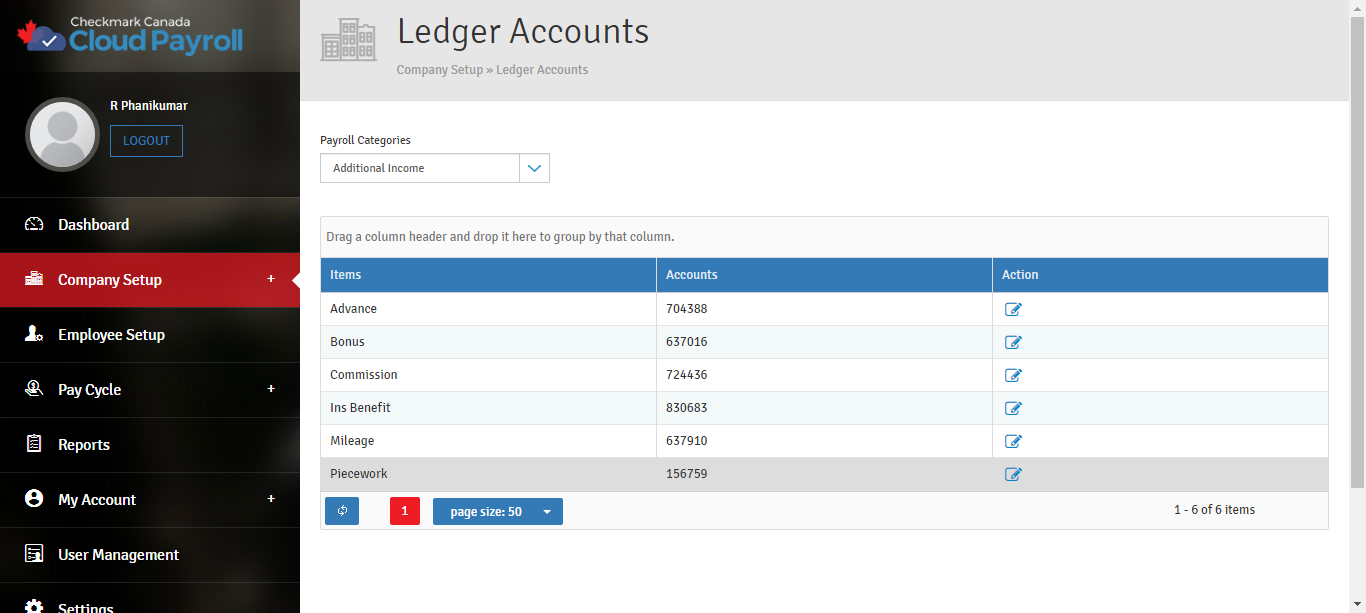 Checkmark Canada
Cloud Payroll
R Phanikumar
LOGOUT
Dashboard
Company Setup +
Employee Setup
Pay Cycle +
Reports
My Account +
User Management
Settings
Ledger Accounts
Company Setup » Ledger Accounts
Payroll Categories
Additional Income
Drag a column header and drop it here to group by that column.
Items Accounts Action
Advance 704388
Bonus 637016
Commission 724436
Ins Benefit 830683
Mileage 637910
Piecework 156759
1 page size: 50 1 - 6 of 6 items